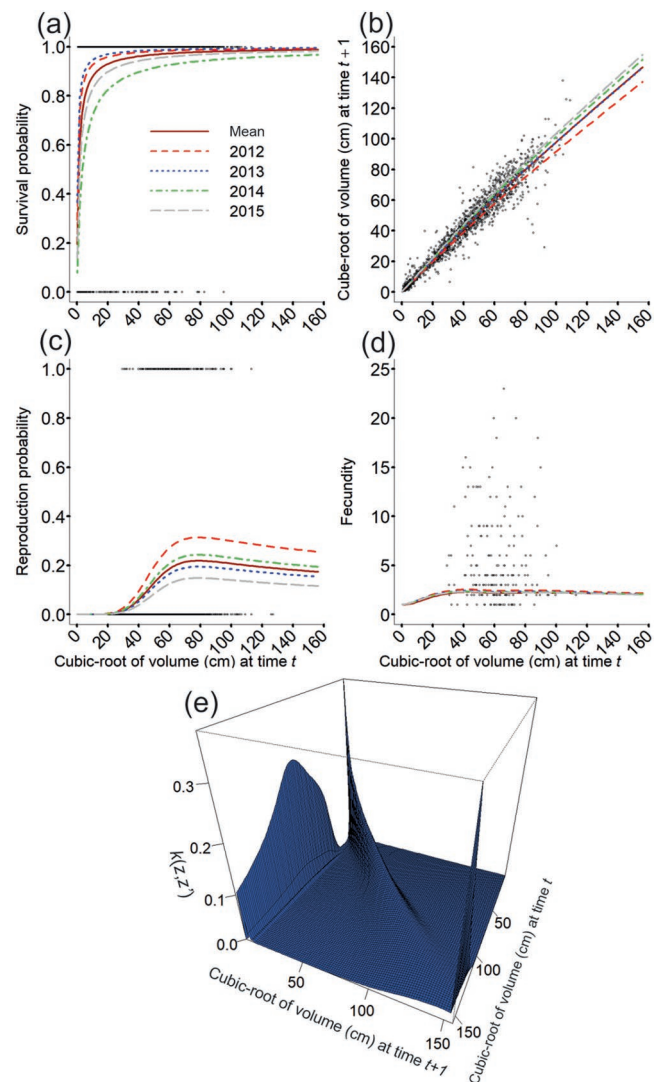 (a)
Survival probability
1.0
0.8
0.6
0.4
0.2
0.0
Mean
2012
2013
2014
2015
0 20 40 60 80 100 120 140 160
(b)
Cube-root of volume (cm) at time t + 1
160
140
120
100
80
60
40
20
0
0 20 40 60 80 100 120 140 160
(c)
Reproduction probability
1.0
0.8
0.6
0.4
0.2
0.0
0 20 40 60 80 100 120 140 160
Cubic-root of volume (cm) at time t
(d)
Fecundity
25
20
15
10
5
0
0 20 40 60 80 100 120 140 160
Cubic-root of volume (cm) at time t
(e)
k(z,z')
0.3
0.2
0.1
0.0
50
100
150
Cubic-root of volume (cm) at time t+1
50
100
150
Cubic-root of volume (cm) at time t